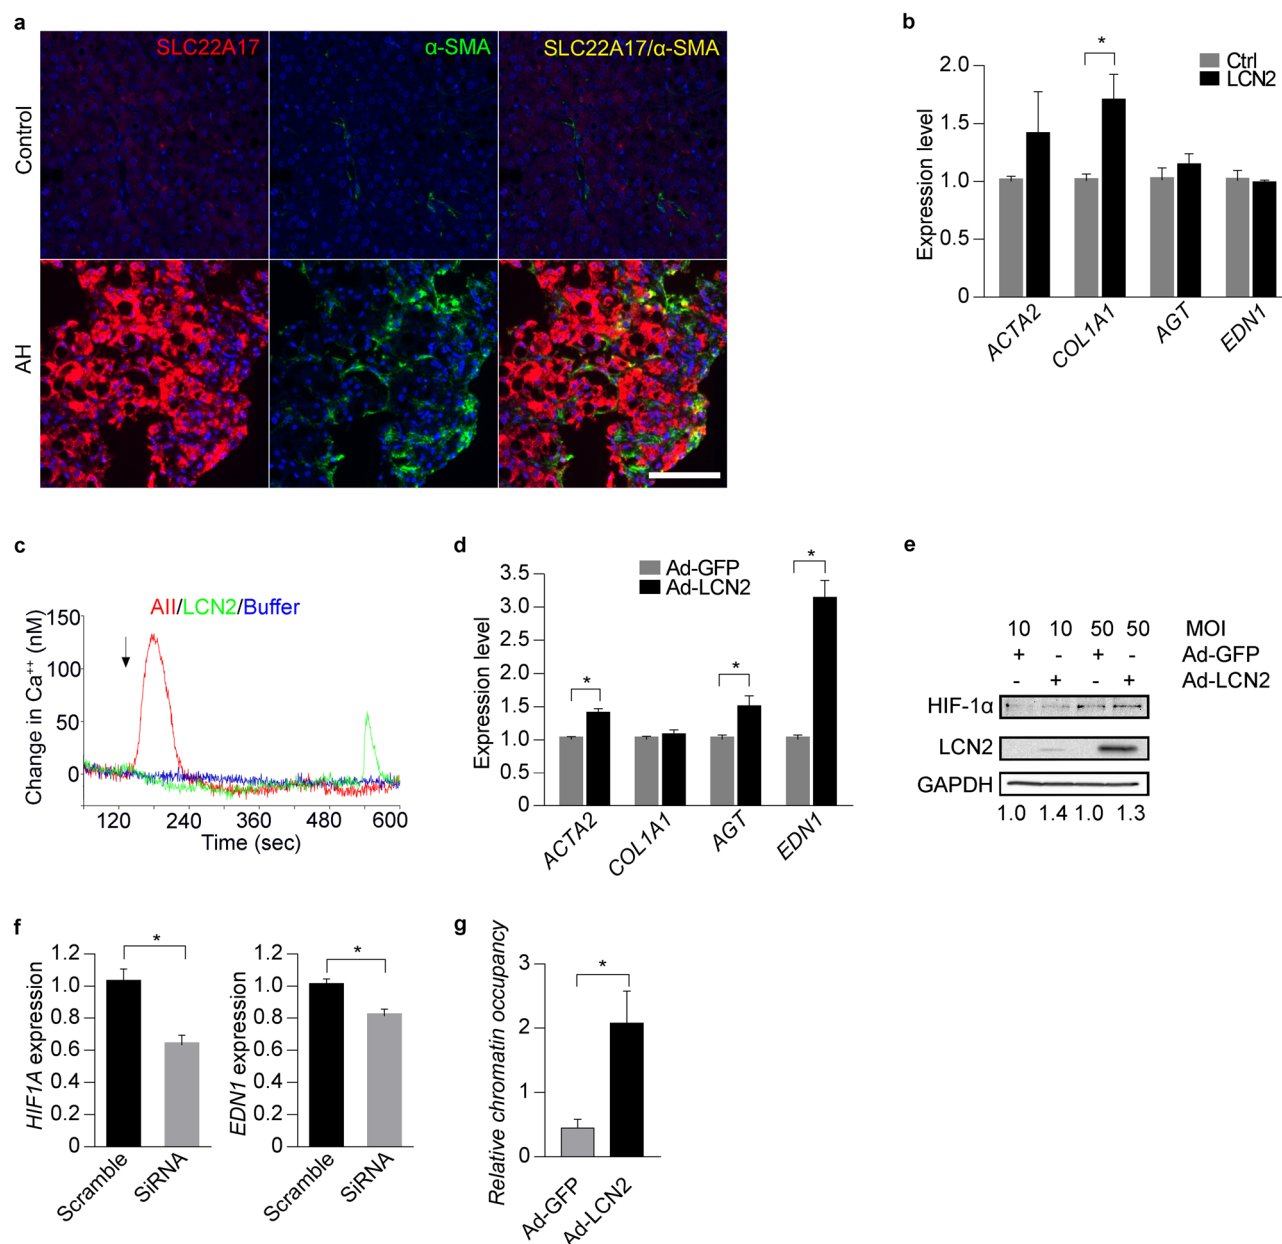 a
SLC22A17
α-SMA
SLC22A17/α-SMA
Control
AH
b
Ctrl
LCN2
*
Expression level
2.0
1.5
1.0
0.5
0
ACTA2
COL1A1
AGT
EDN1
c
AII/LCN2/Buffer
Change in Ca⁺⁺ (nM)
150
100
50
0
120 240 360 480 600
Time (sec)
d
Ad-GFP
Ad-LCN2
* * *
Expression level
3.5
3.0
2.5
1.5
1.0
0.5
0
ACTA2
COL1A1
AGT
EDN1
e
10 10 50 50 MOI
+ - + - Ad-GFP
- + - + Ad-LCN2
HIF-1α
LCN2
GAPDH
1.0 1.4 1.0 1.3
f
*
HIF1A expression
1.2
1.0
0.8
0.6
0.4
0.2
0
Scramble
SiRNA
*
EDN1 expression
1.2
1.0
0.8
0.6
0.4
0.2
0
Scramble
SiRNA
g
*
Relative chromatin occupancy
3
2
1
0
Ad-GFP
Ad-LCN2